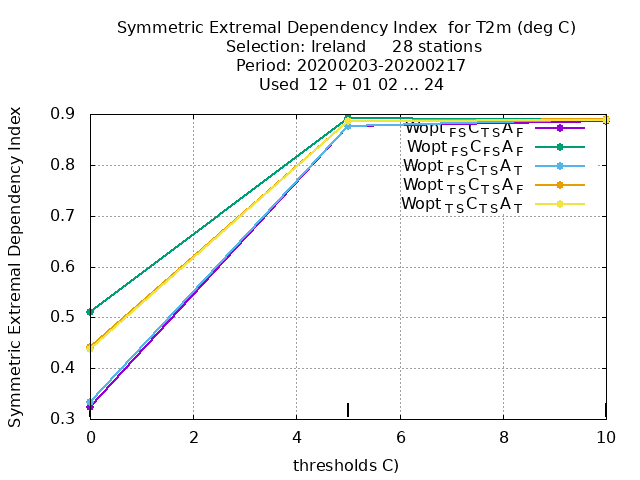 Symmetric Extremal Dependency Index for T2m (deg C)
Selection: Ireland 28 stations
Period: 20200203-20200217
Used 12 + 01 02 ... 24
Symmetric Extremal Dependency Index
0.9
0.8
0.7
0.6
0.5
0.4
0.3
Wopt FS C TS A F
Wopt FS C FS A F
Wopt FS C TS A T
Wopt TS C TS A F
Wopt TS C TS A T
0 2 4 6 8 10
thresholds C)